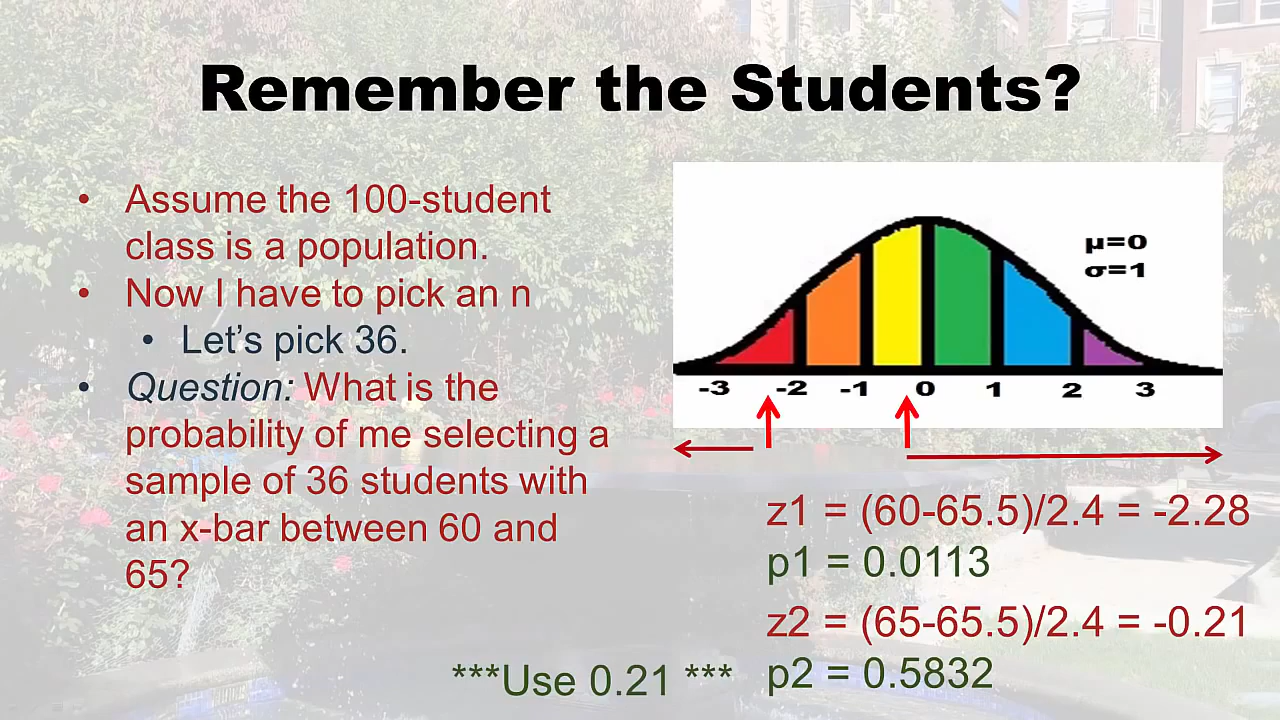 Remember the Students?
• Assume the 100-student
class is a population.
• Now I have to pick an n
• Let’s pick 36.
• Question: What is the
probability of me selecting a
sample of 36 students with
an x-bar between 60 and
65?
µ=0
σ=1
-3 -2 -1 0 1 2 3
z1 = (60-65.5)/2.4 = -2.28
p1 = 0.0113
z2 = (65-65.5)/2.4 = -0.21
***Use 0.21 *** p2 = 0.5832